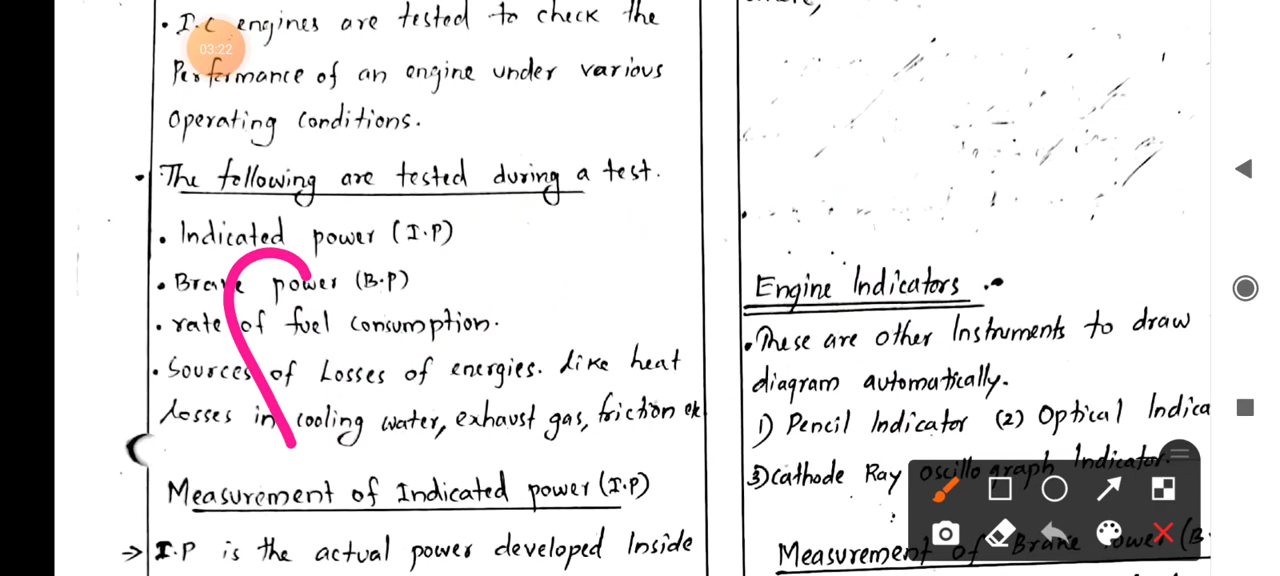 • I.C engines are tested to check the
03:22
Performance of an engine under various
Operating Conditions.
• The following are tested during a test.
• Indicated power (I.P)
• Brake power (B.P)
• rate of fuel consumption.
• Sources of Losses of energies. Like heat
Losses in cooling water, exhaust gas, friction
Measurement of Indicated power (I.P)
→ I.P is the actual power developed Inside
Engine Indicators
• These are other Instruments to draw
diagram automatically.
1) Pencil Indicator (2) Optical Indica
3) Cathode Ray oscillograph Indicator.
Measurement of Brake Power (B.